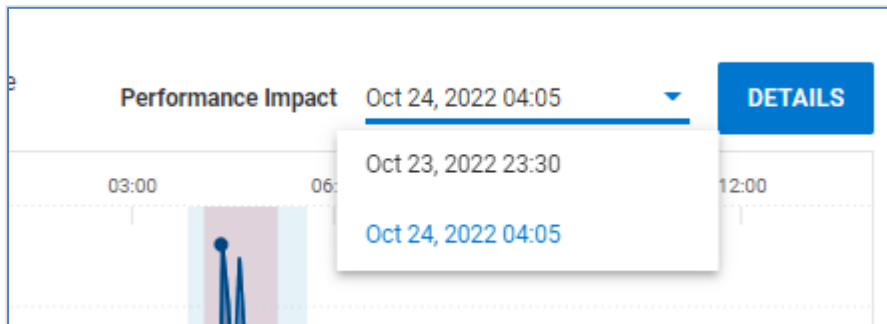 Performance Impact Oct 24, 2022 04:05 DETAILS
Oct 23, 2022 23:30
Oct 24, 2022 04:05
03:00 06: 12:00